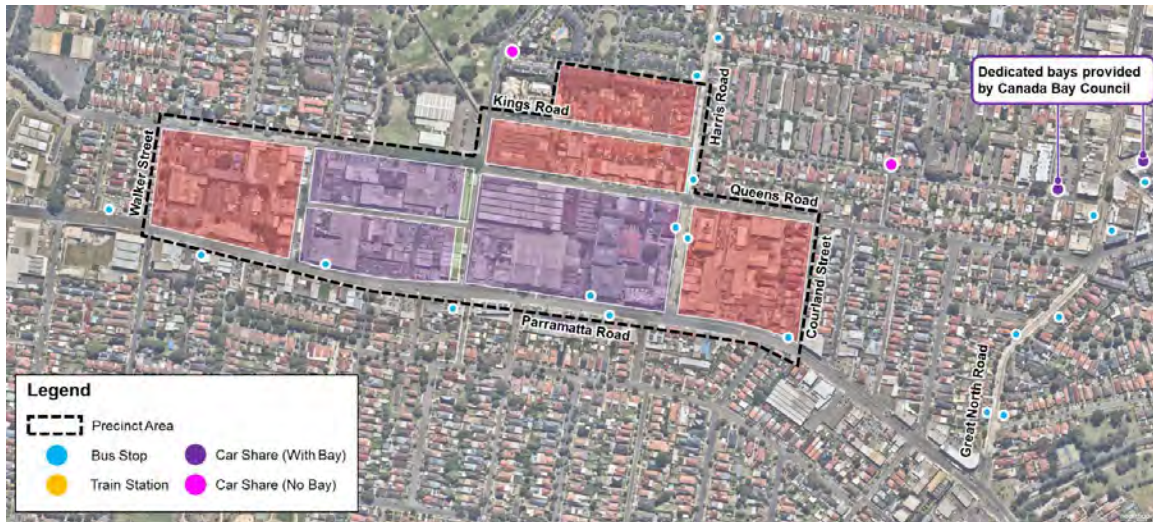 Dedicated bays provided
by Canada Bay Council
Kings Road
Harris Road
Walker Street
Queens Road
Courland Street
Parramatta Road
Great North Road
Legend
Precinct Area
Bus Stop
Car Share (With Bay)
Train Station
Car Share (No Bay)